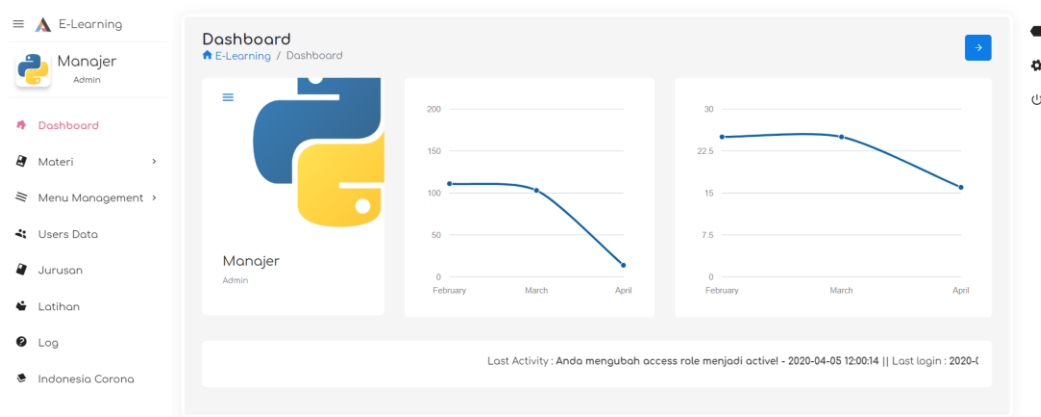 E-Learning
Manajer
Admin
Dashboard
Materi
Menu Management
Users Data
Jurusan
Latihan
Log
Indonesia Corona
Dashboard
E-Learning / Dashboard
Manajer
Admin
200
150
100
50
0
February March April
30
22.5
15
7.5
0
February March April
Last Activity : Anda mengubah access role menjadi active! - 2020-04-05 12:00:14 || Last login : 2020-